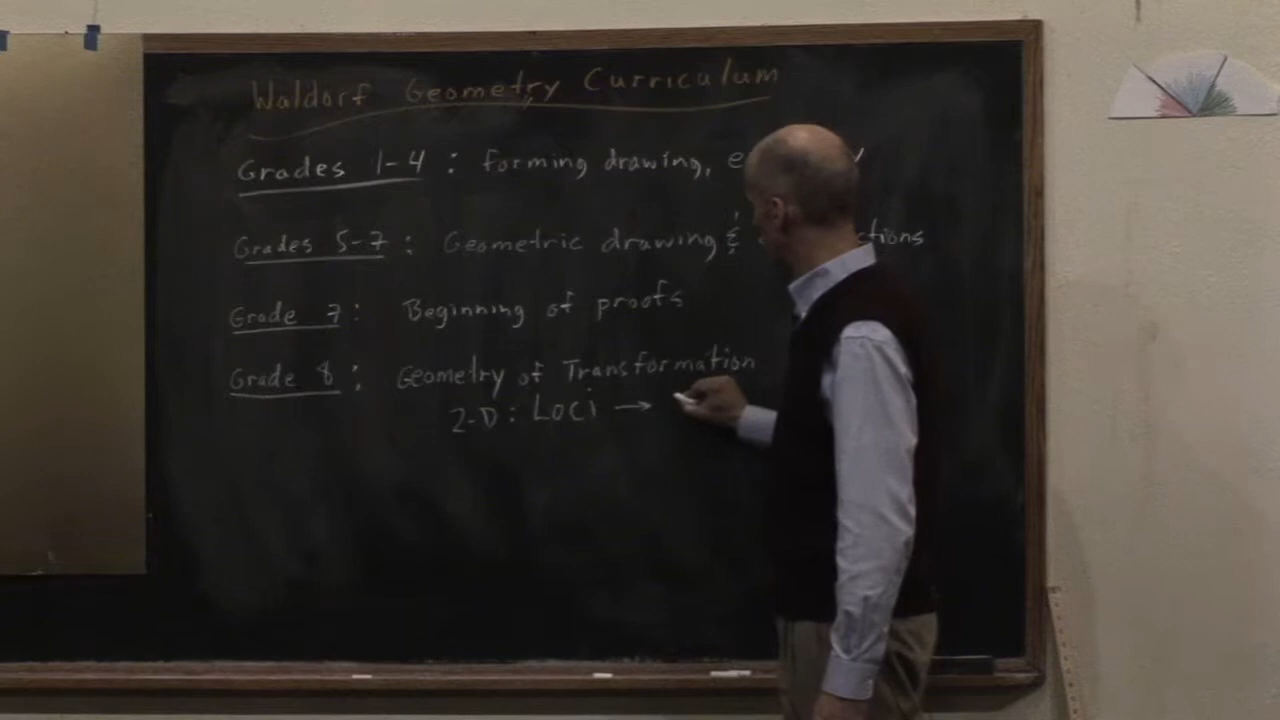 Waldorf Geometry Curriculum
Grades 1-4 : forming drawing,
Grades 5-7 : Geometric drawing &
Grade 7 : Beginning of proofs
Grade 8 : Geometry of Transformation
2-D : Loci →